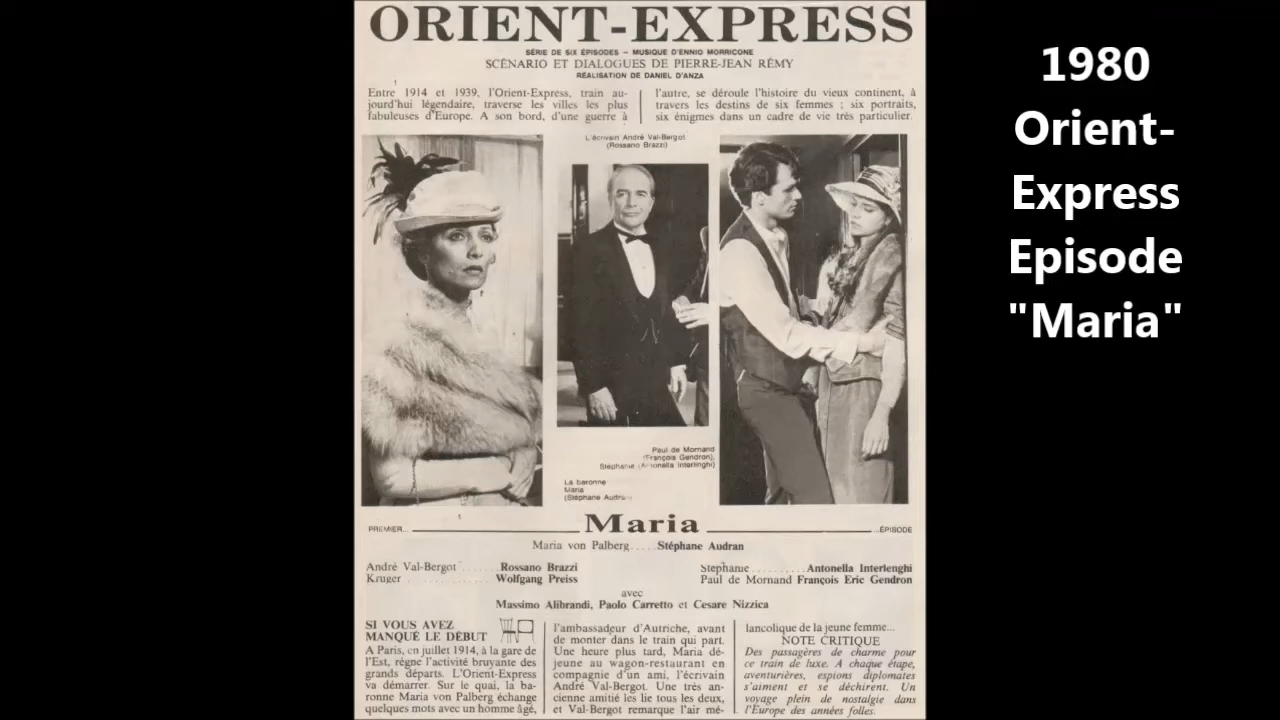 ORIENT-EXPRESS
SÉRIE DE SIX ÉPISODES – MUSIQUE D'ENNIO MORRICONE
SCÉNARIO ET DIALOGUES DE PIERRE-JEAN RÉMY
RÉALISATION DE DANIEL D'ANZA
Entre 1914 et 1939, l'Orient-Express, train au-
jourd'hui légendaire, traverse les villes les plus
fabuleuses d'Europe. A son bord, d'une guerre à
l'autre, se déroule l'histoire du vieux continent, à
travers les destins de six femmes ; six portraits,
six énigmes dans un cadre de vie très particulier.
L'écrivain André Val-Bergot
(Rossano Brazzi)
Paul de Mornand
(François Gendron),
Stéphanie (Antonella Interlenghi)
La baronne
Maria
(Stéphane Audran)
PREMIER... Maria ...ÉPISODE
Maria von Palberg..... Stéphane Audran
André Val-Bergot ....... Rossano Brazzi
Kruger .............. Wolfgang Preiss
Stéphanie .......... Antonella Interlenghi
Paul de Mornand François Eric Gendron
avec
Massimo Alibrandi, Paolo Carretto et Cesare Nizzica
SI VOUS AVEZ
MANQUÉ LE DÉBUT
A Paris, en juillet 1914, à la gare de
l'Est, règne l'activité bruyante des
grands départs. L'Orient-Express
va démarrer. Sur le quai, la ba-
ronne Maria von Palberg échange
quelques mots avec un homme âgé,
l'ambassadeur d'Autriche, avant
de monter dans le train qui part.
Une heure plus tard, Maria dé-
jeune au wagon-restaurant en
compagnie d'un ami, l'écrivain
André Val-Bergot. Une très an-
cienne amitié les lie tous les deux,
et Val-Bergot remarque l'air mé-
lancolique de la jeune femme...
NOTE CRITIQUE
Des passagères de charme pour
ce train de luxe. A chaque étape,
aventurières, espions diplomates
s'aiment et se déchirent. Un
voyage plein de nostalgie dans
l'Europe des années folles.
1980
Orient-
Express
Episode
"Maria"